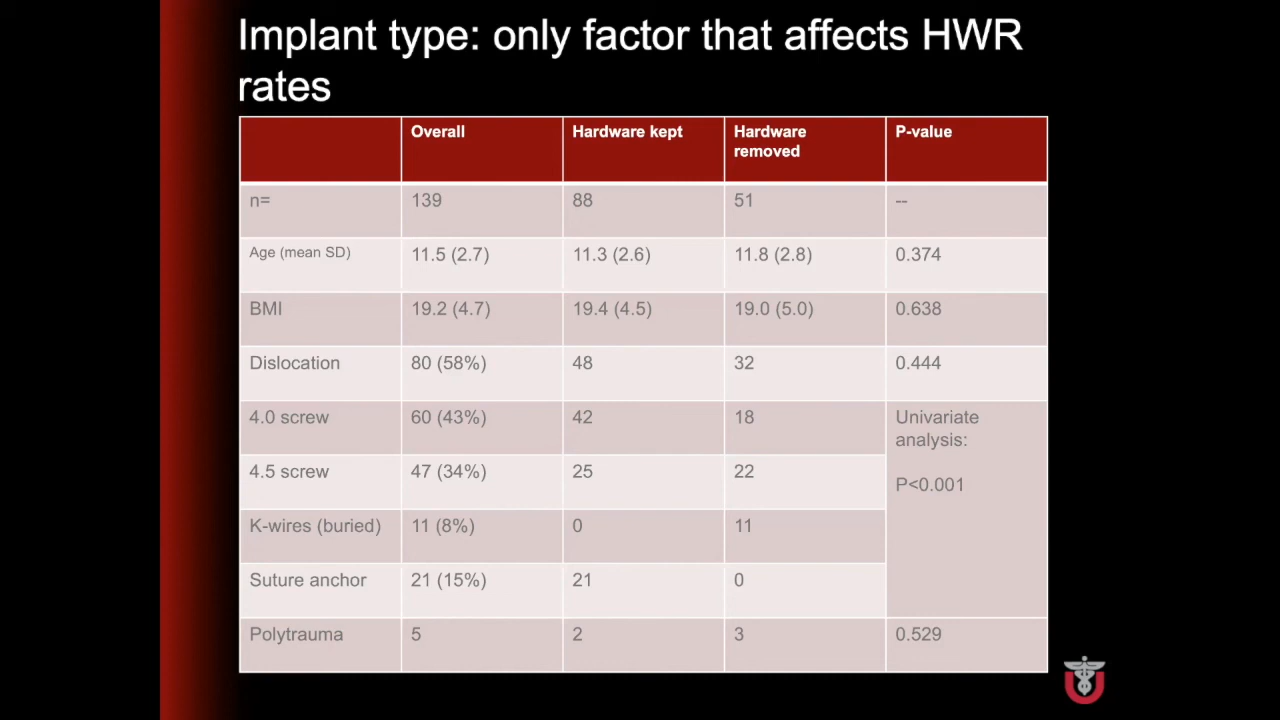 Implant type: only factor that affects HWR
rates
Overall
Hardware kept
Hardware
removed
P-value
n=
139
88
51
--
Age (mean SD)
11.5 (2.7)
11.3 (2.6)
11.8 (2.8)
0.374
BMI
19.2 (4.7)
19.4 (4.5)
19.0 (5.0)
0.638
Dislocation
80 (58%)
48
32
0.444
4.0 screw
60 (43%)
42
18
Univariate
analysis:
P<0.001
4.5 screw
47 (34%)
25
22
K-wires (buried)
11 (8%)
0
11
Suture anchor
21 (15%)
21
0
Polytrauma
5
2
3
0.529
U